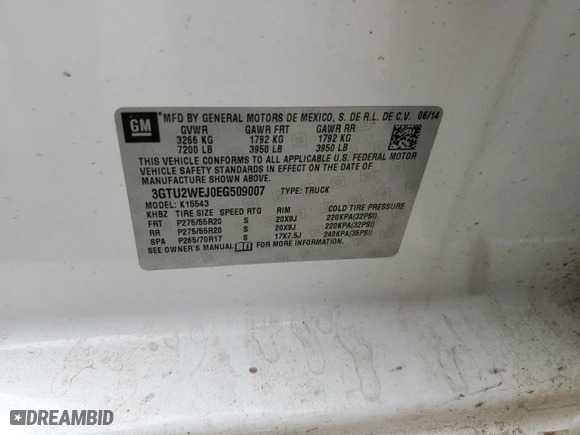 GM
MFD BY GENERAL MOTORS DE MEXICO, S. DE R.L. DE C.V. 06/14
GVWR GAWR FRT GAWR RR
3266 KG 1792 KG 1792 KG
7200 LB 3950 LB 3950 LB
THIS VEHICLE CONFORMS TO ALL APPLICABLE U.S. FEDERAL MOTOR
VEHICLE SAFETY STANDARDS IN EFFECT ON THE DATE OF
MANUFACTURE SHOWN ABOVE.
3GTU2WEJ0EG509007 TYPE: TRUCK
MODEL: K15543
KHBZ TIRE SIZE SPEED RTG RIM COLD TIRE PRESSURE
FRT P275/55R20 S 20X9J 220KPA(32PSI)
RR P275/55R20 S 20X9J 220KPA(32PSI)
SPA P265/70R17 S 17X7.5J 240KPA(35PSI)
SEE OWNER'S MANUAL
DREAMBID